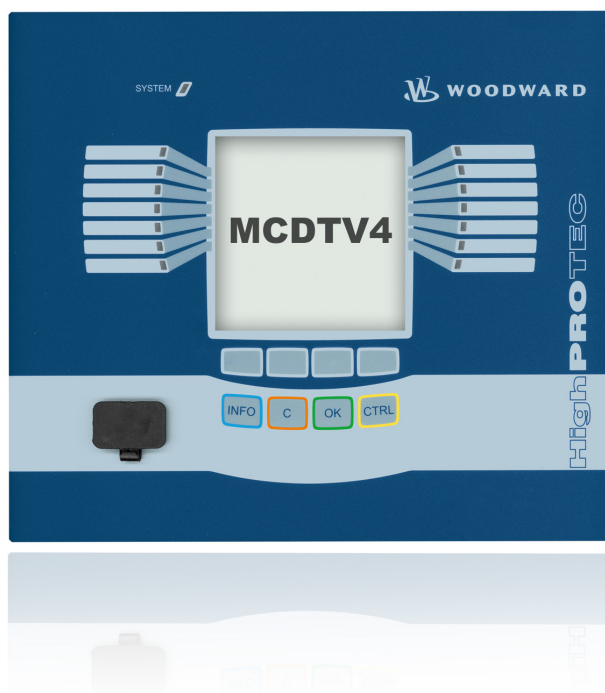 SYSTEM
WOODWARD
MCDTV4
HighPROTEC
INFO
C
OK
CTRL